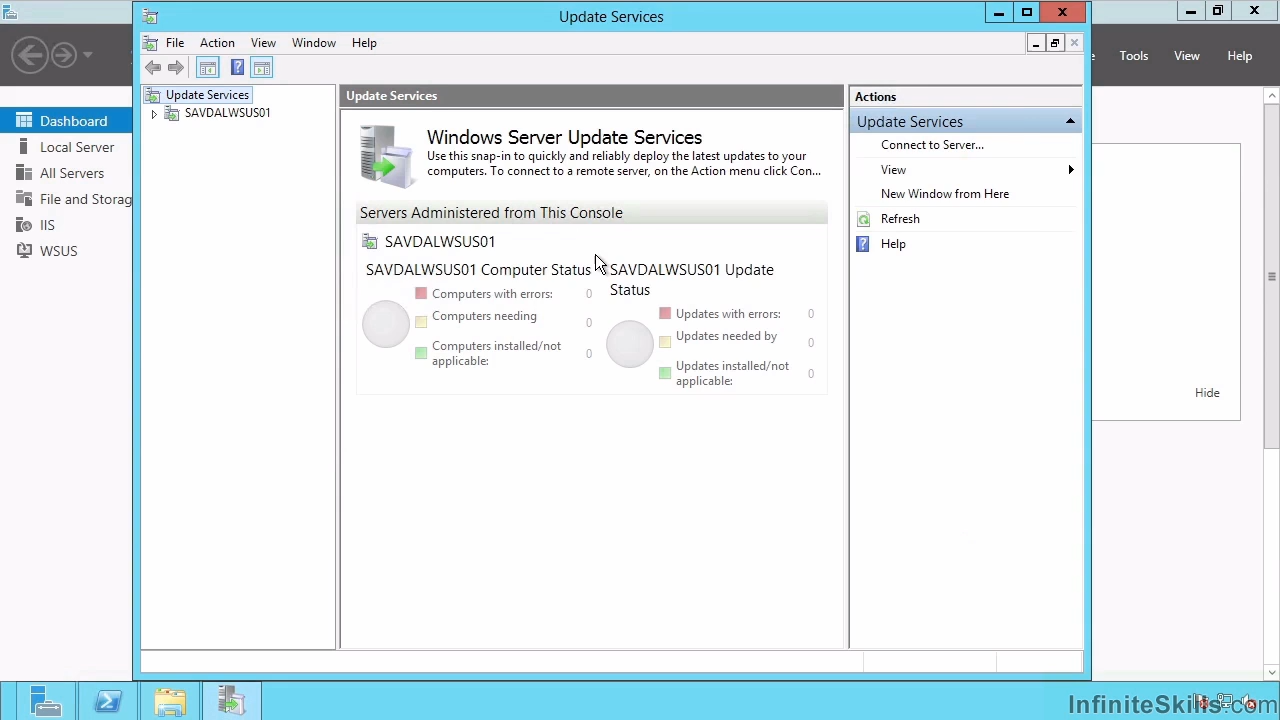 Update Services
File Action View Window Help
Tools View Help
Update Services
SAVDALWSUS01
Dashboard
Local Server
All Servers
File and Storag
IIS
WSUS
Update Services
Windows Server Update Services
Use this snap-in to quickly and reliably deploy the latest updates to your
computers. To connect to a remote server, on the Action menu click Con...
Servers Administered from This Console
SAVDALWSUS01
SAVDALWSUS01 Computer Status
Computers with errors: 0
Computers needing 0
Computers installed/not
applicable: 0
SAVDALWSUS01 Update
Status
Updates with errors: 0
Updates needed by 0
Updates installed/not
applicable: 0
Actions
Update Services
Connect to Server...
View
New Window from Here
Refresh
Help
Hide
InfiniteSkills.com